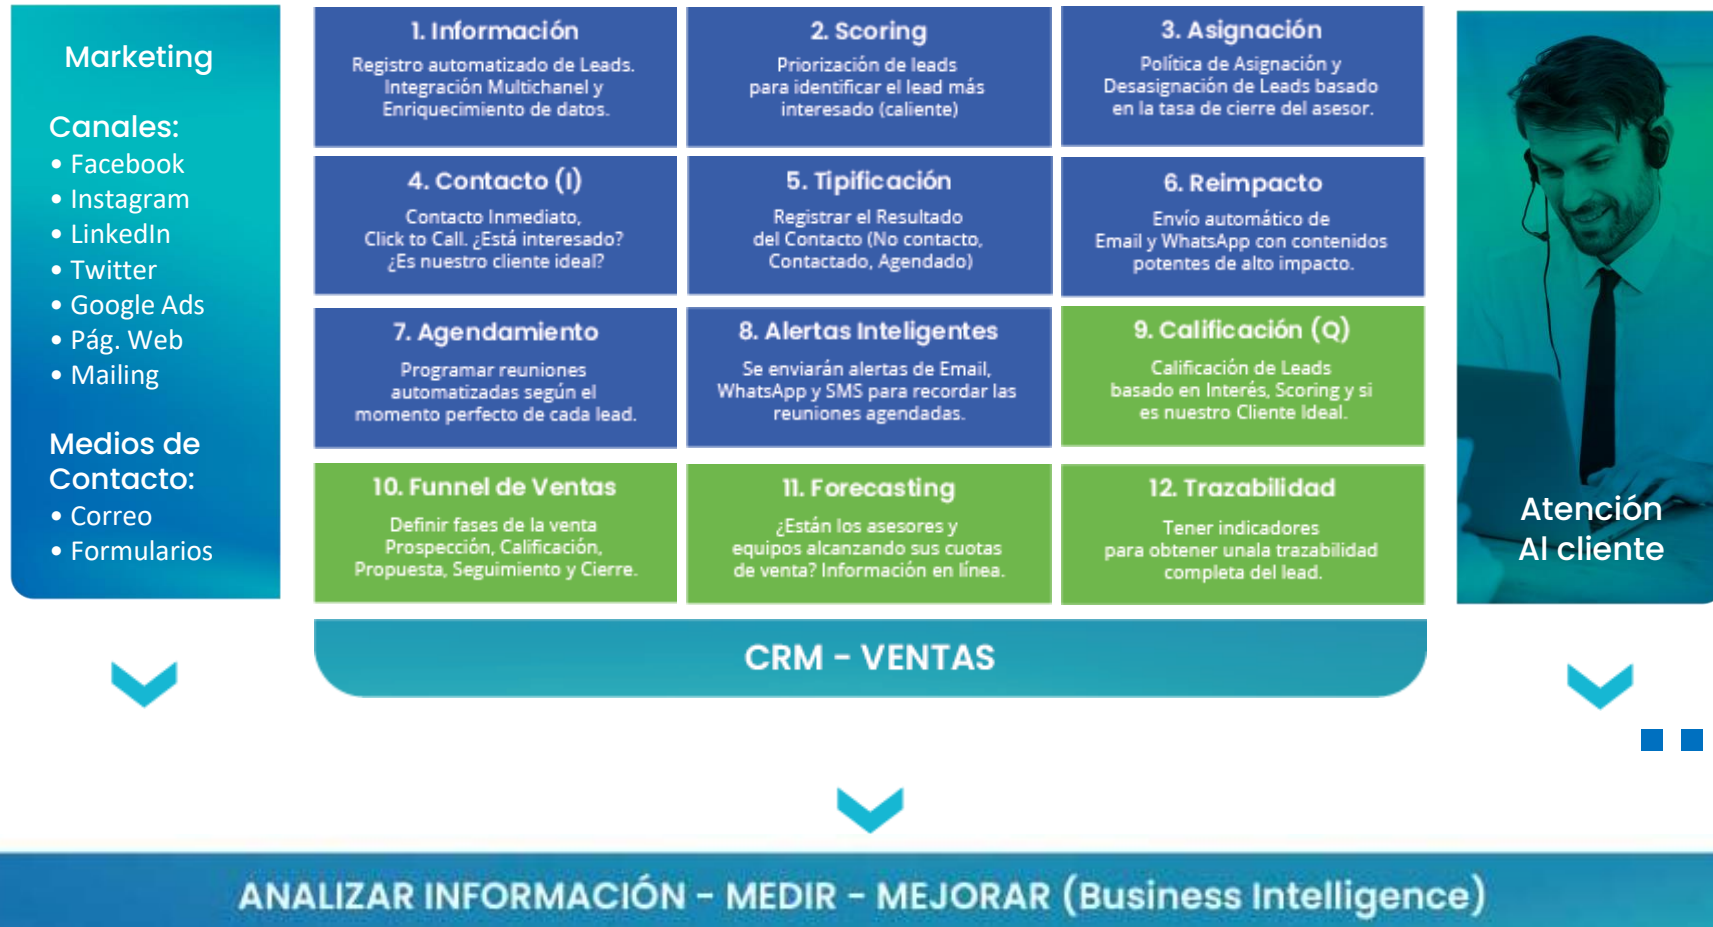 Marketing
Canales:
• Facebook
• Instagram
• LinkedIn
• Twitter
• Google Ads
• Pág. Web
• Mailing
Medios de
Contacto:
• Correo
• Formularios
1. Información
Registro automatizado de Leads.
Integración Multichanel y
Enriquecimiento de datos.
2. Scoring
Priorización de leads
para identificar el lead más
interesado (caliente)
3. Asignación
Política de Asignación y
Desasignación de Leads basado
en la tasa de cierre del asesor.
4. Contacto (I)
Contacto Inmediato,
Click to Call. ¿Está interesado?
¿Es nuestro cliente ideal?
5. Tipificación
Registrar el Resultado
del Contacto (No contacto,
Contactado, Agendado)
6. Reimpacto
Envío automático de
Email y WhatsApp con contenidos
potentes de alto impacto.
7. Agendamiento
Programar reuniones
automatizadas según el
momento perfecto de cada lead.
8. Alertas Inteligentes
Se enviarán alertas de Email,
WhatsApp y SMS para recordar las
reuniones agendadas.
9. Calificación (Q)
Calificación de Leads
basado en Interés, Scoring y si
es nuestro Cliente Ideal.
10. Funnel de Ventas
Definir fases de la venta
Prospección, Calificación,
Propuesta, Seguimiento y Cierre.
11. Forecasting
¿Están los asesores y
equipos alcanzando sus cuotas
de venta? Información en línea.
12. Trazabilidad
Tener indicadores
para obtener unala trazabilidad
completa del lead.
CRM - VENTAS
Atención
Al cliente
ANALIZAR INFORMACIÓN - MEDIR - MEJORAR (Business Intelligence)